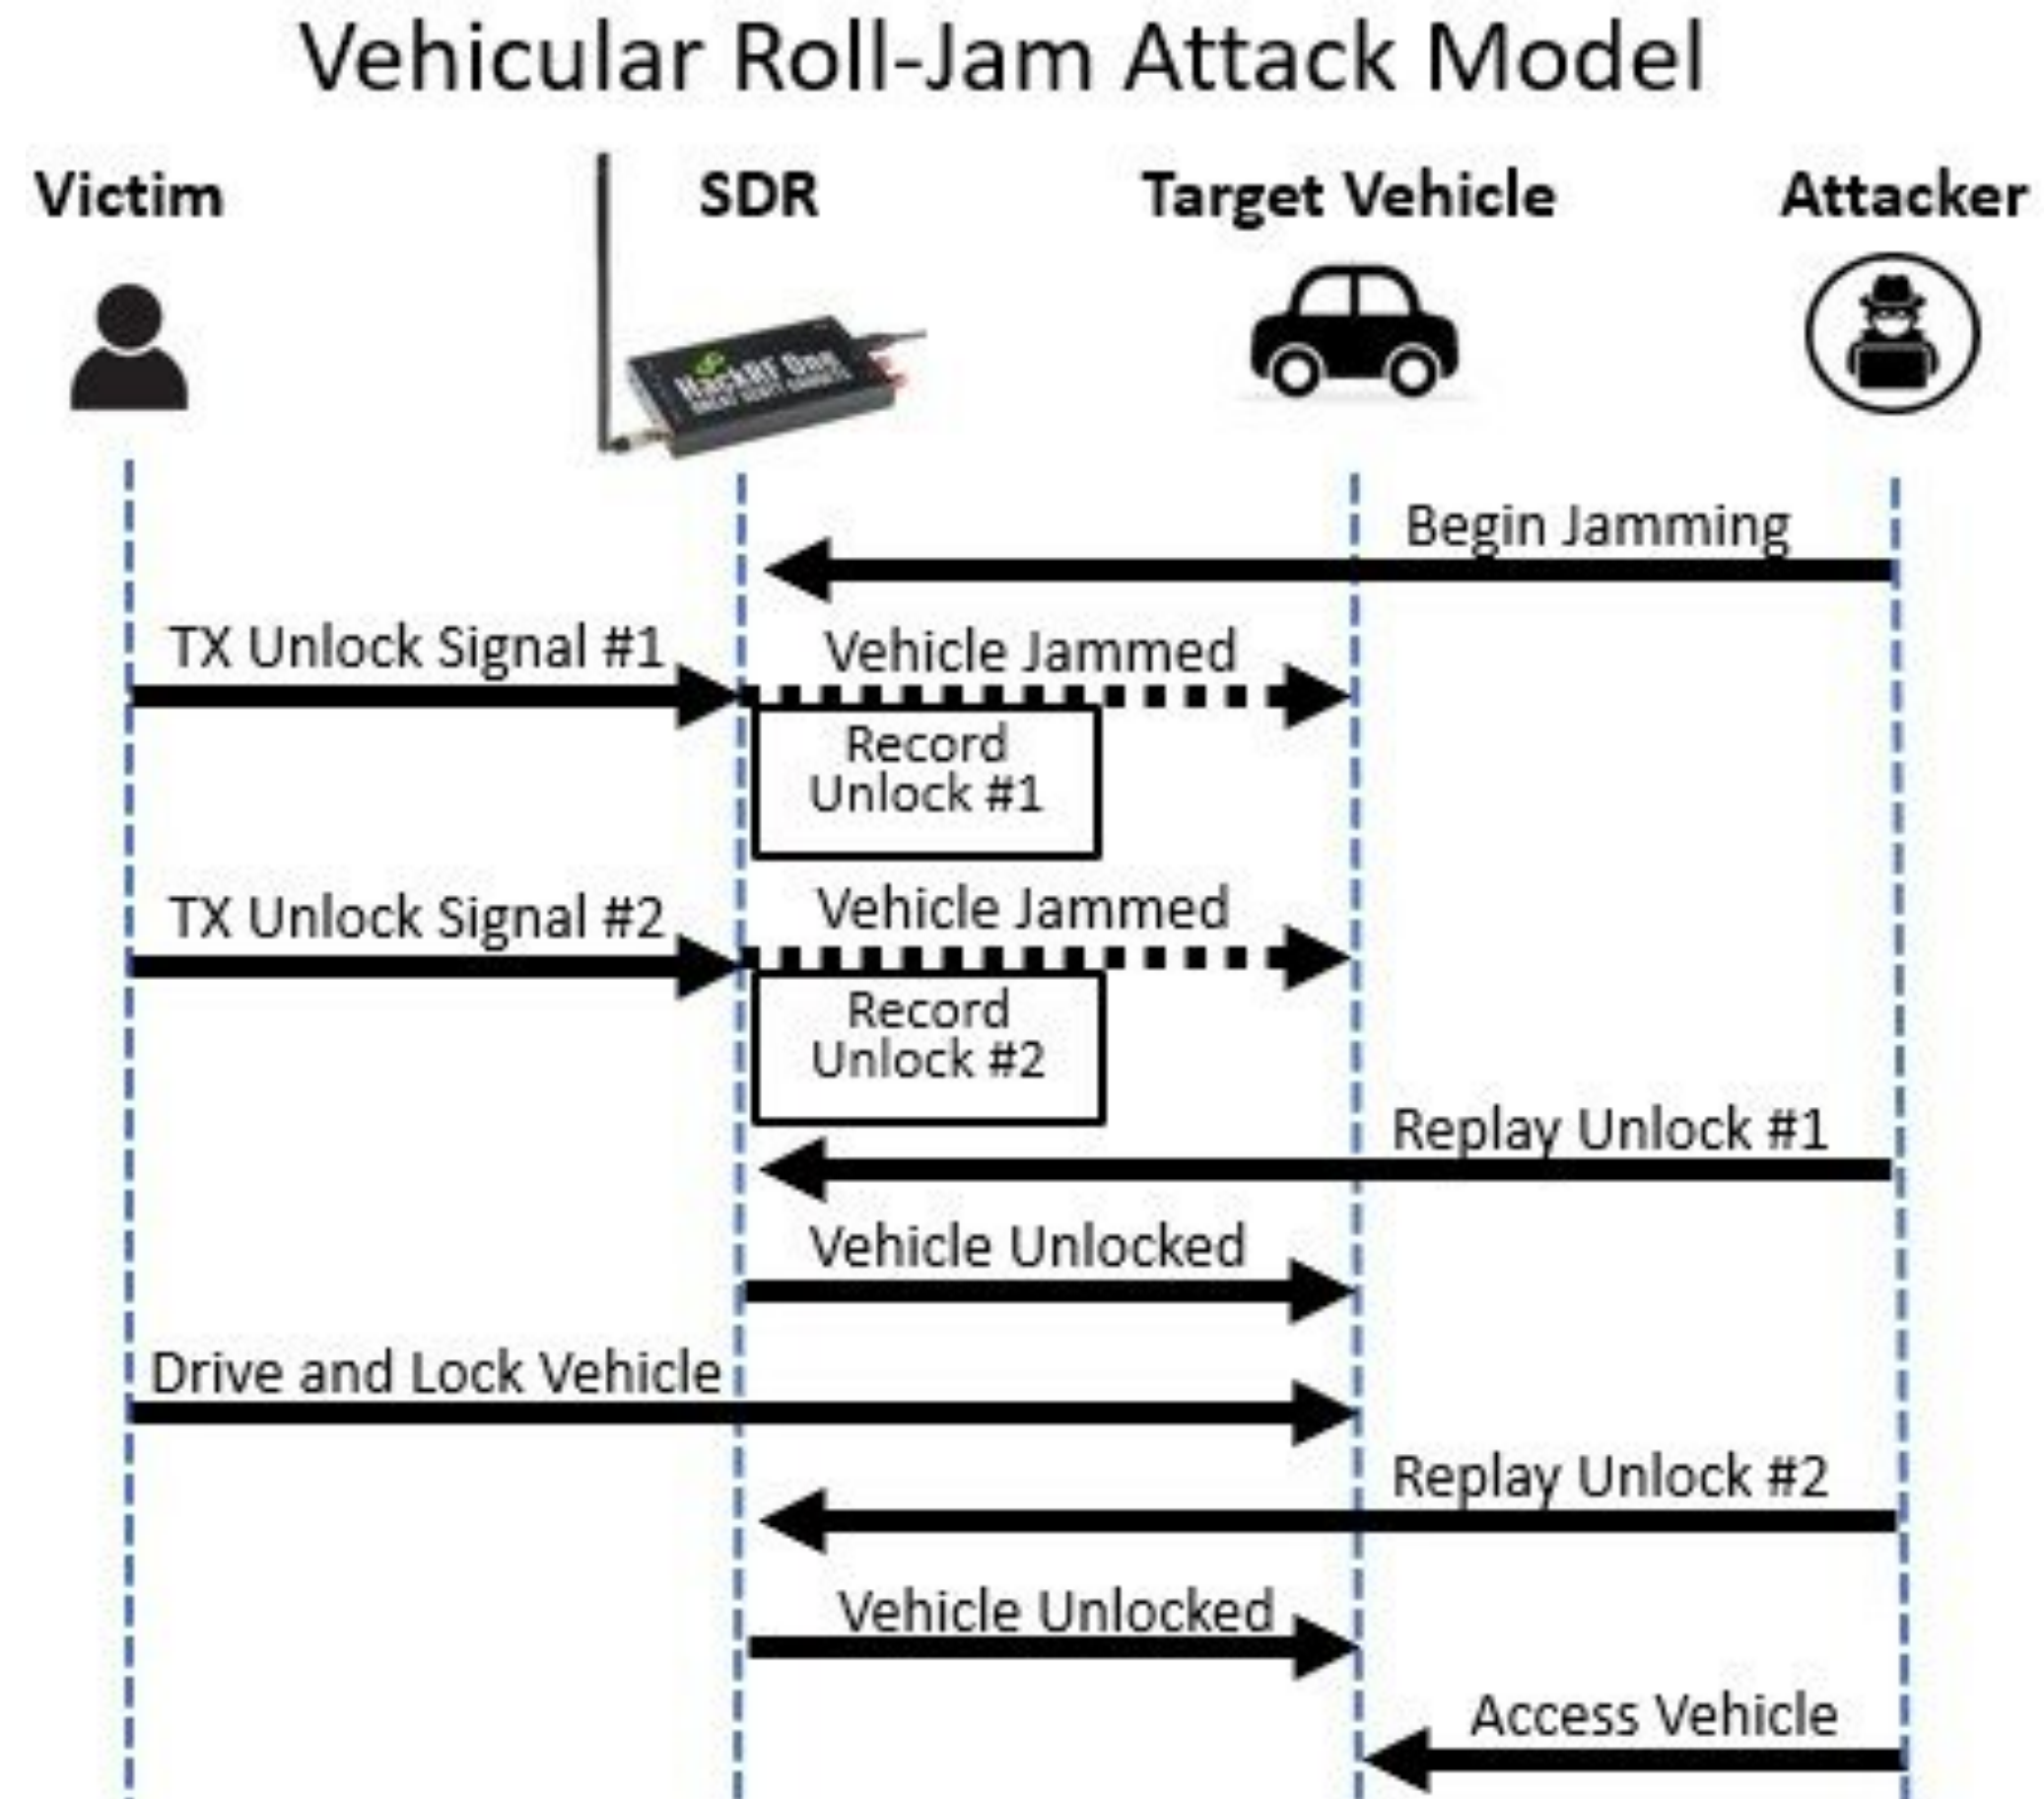 Vehicular Roll-Jam Attack Model
Victim
SDR
Target Vehicle
Attacker
HackRF One
Begin Jamming
TX Unlock Signal #1
Vehicle Jammed
Record
Unlock #1
TX Unlock Signal #2
Vehicle Jammed
Record
Unlock #2
Replay Unlock #1
Vehicle Unlocked
Drive and Lock Vehicle
Replay Unlock #2
Vehicle Unlocked
Access Vehicle